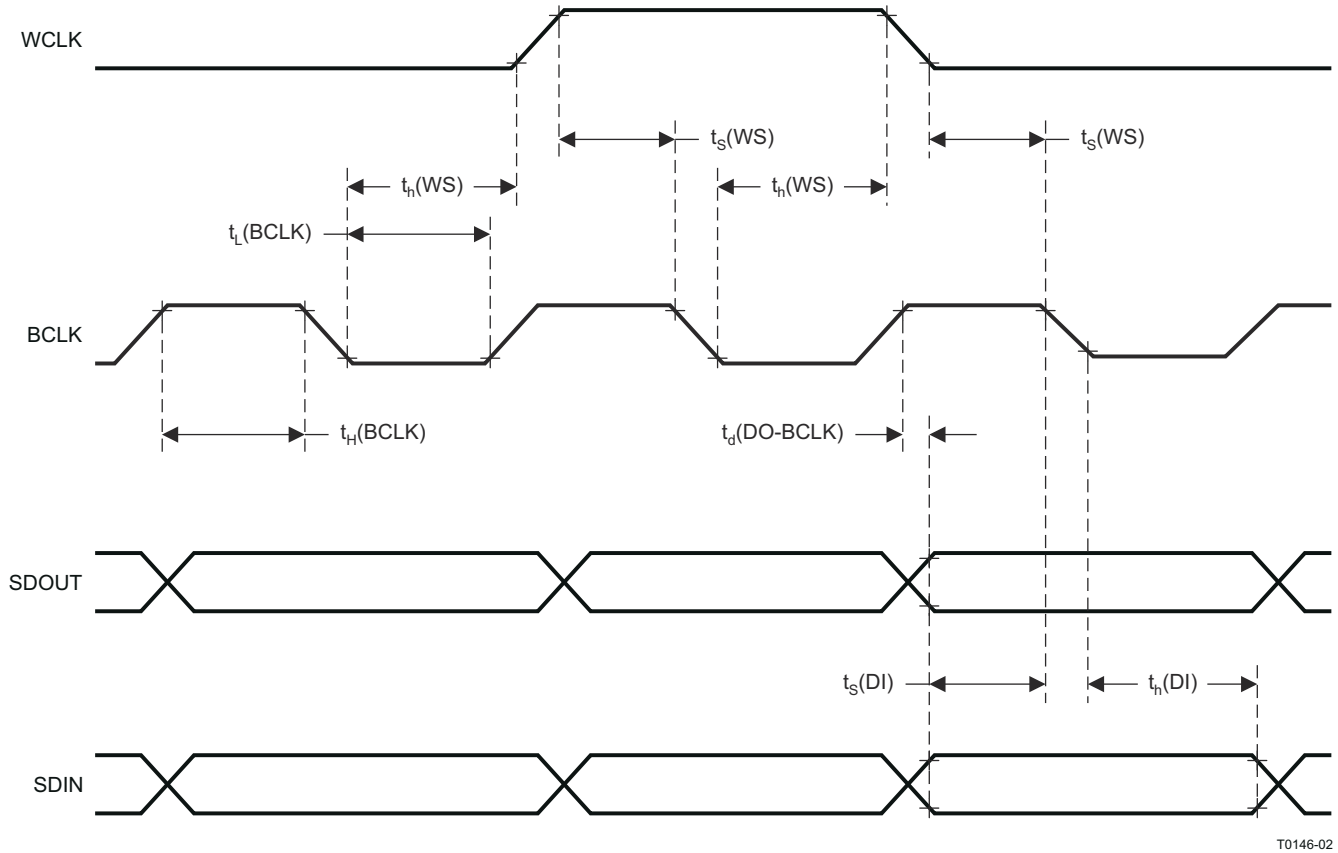 WCLK
tS(WS)
tS(WS)
th(WS)
th(WS)
tL(BCLK)
BCLK
tH(BCLK)
td(DO-BCLK)
SDOUT
tS(DI)
th(DI)
SDIN
T0146-02